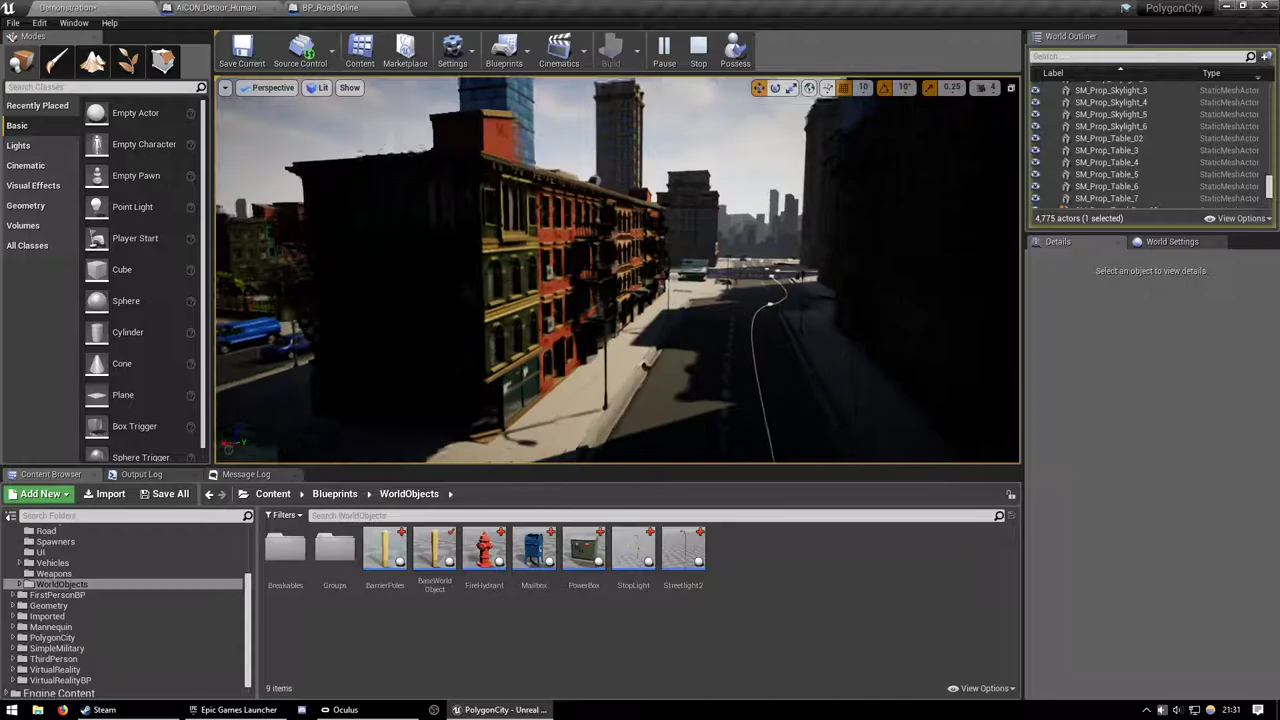 Demonstration*
AICON_Detour_Human
BP_RoadSpline
PolygonCity
File
Edit
Window
Help
Modes
Search Classes
Recently Placed
Basic
Lights
Cinematic
Visual Effects
Geometry
Volumes
All Classes
Empty Actor
Empty Character
Empty Pawn
Point Light
Player Start
Cube
Sphere
Cylinder
Cone
Plane
Box Trigger
Sphere Trigger
Save Current
Source Control
Content
Marketplace
Settings
Blueprints
Cinematics
Build
Pause
Stop
Possess
Perspective
Lit
Show
10
10°
0.25
4
World Outliner
Search...
Label
Type
SM_Prop_Skylight_3 StaticMeshActor
SM_Prop_Skylight_4 StaticMeshActor
SM_Prop_Skylight_5 StaticMeshActor
SM_Prop_Skylight_6 StaticMeshActor
SM_Prop_Table_02 StaticMeshActor
SM_Prop_Table_3 StaticMeshActor
SM_Prop_Table_4 StaticMeshActor
SM_Prop_Table_5 StaticMeshActor
SM_Prop_Table_6 StaticMeshActor
SM_Prop_Table_7 StaticMeshActor
4,775 actors (1 selected)
View Options
Details
World Settings
Select an object to view details.
Content Browser
Output Log
Message Log
Add New
Import
Save All
Content
Blueprints
WorldObjects
Search Folders
Filters
Search WorldObjects
Road
Spawners
UI
Vehicles
Weapons
WorldObjects
FirstPersonBP
Geometry
Imported
Mannequin
PolygonCity
SimpleMilitary
ThirdPerson
VirtualReality
VirtualRealityBP
Engine Content
Breakables
Groups
BarrierPoles
BaseWorld
Object
FireHydrant
Mailbox
PowerBox
StopLight
Streetlight2
9 items
View Options
Steam
Epic Games Launcher
Oculus
PolygonCity - Unreal ...
21:31